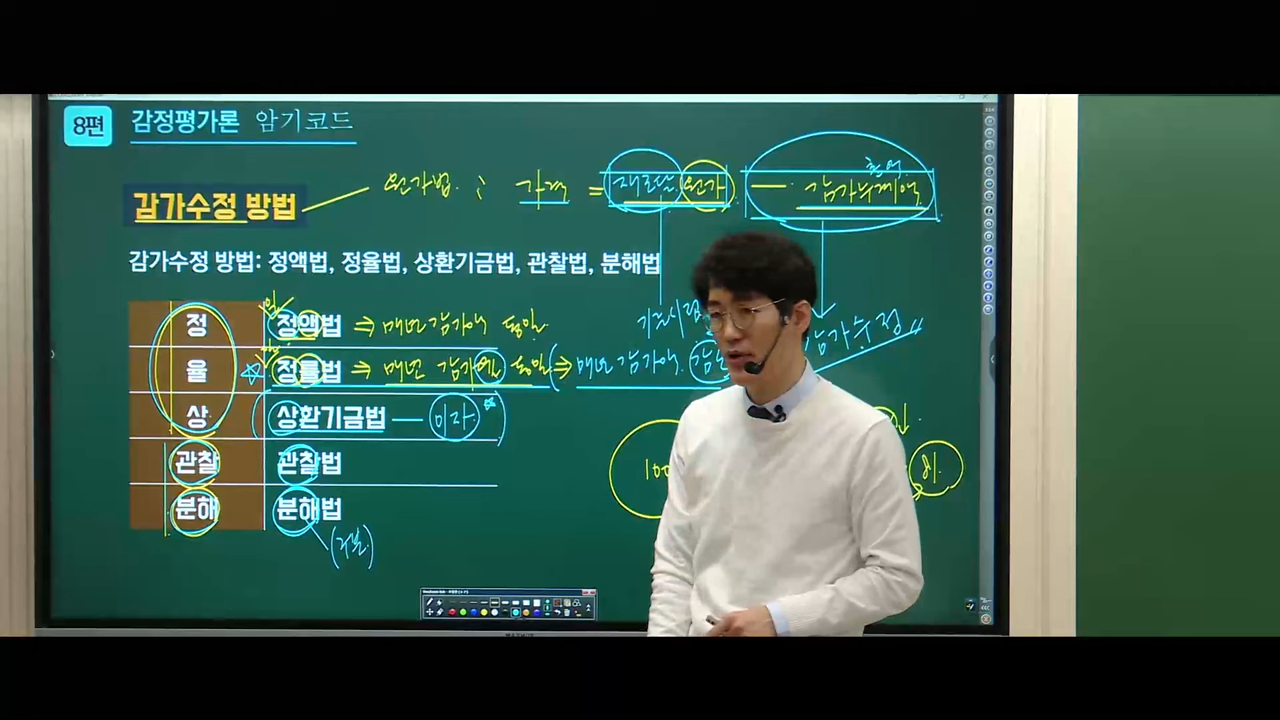 8편 감정평가론 암기코드
감가수정 방법
원가법 : 가격 = 재조달 원가 - 감가누계액
감가수정 방법: 정액법, 정율법, 상환기금법, 관찰법, 분해법
정 정액법 ⇒ 매년 감가액 동일
율 정률법 ⇒ 매년 감가율 동일 ⇒ 매년 감가액
상 상환기금법 — 이자
관찰 관찰법
분해 분해법
감가수정
100